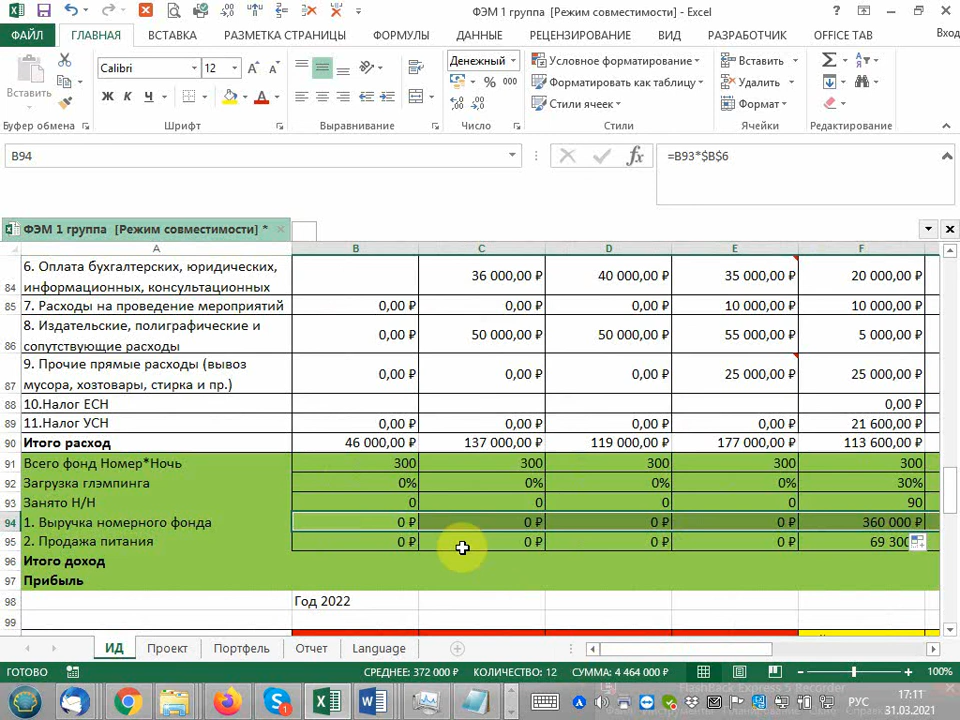 ФЭМ 1 группа [Режим совместимости] - Excel
Вход
ФАЙЛ ГЛАВНАЯ ВСТАВКА РАЗМЕТКА СТРАНИЦЫ ФОРМУЛЫ ДАННЫЕ РЕЦЕНЗИРОВАНИЕ ВИД РАЗРАБОТЧИК OFFICE TAB
Вставить
Calibri 12
Ж К Ч
Денежный
% 000
Условное форматирование
Форматировать как таблицу
Стили ячеек
Вставить
Удалить
Формат
Буфер обмена Шрифт Выравнивание Число Стили Ячейки Редактирование
B94 fx =B93*$B$6
ФЭМ 1 группа [Режим совместимости] *
A B C D E F
84 6. Оплата бухгалтерских, юридических,
информационных, консультационных 36 000,00 ₽ 40 000,00 ₽ 35 000,00 ₽ 20 000,00 ₽
85 7. Расходы на проведение мероприятий 0,00 ₽ 0,00 ₽ 0,00 ₽ 10 000,00 ₽ 10 000,00 ₽
86 8. Издательские, полиграфические и
сопутствующие расходы 0,00 ₽ 50 000,00 ₽ 50 000,00 ₽ 55 000,00 ₽ 5 000,00 ₽
87 9. Прочие прямые расходы (вывоз
мусора, хозтовары, стирка и пр.) 0,00 ₽ 0,00 ₽ 0,00 ₽ 25 000,00 ₽ 25 000,00 ₽
88 10.Налог ЕСН 0,00 ₽
89 11.Налог УСН 0,00 ₽ 0,00 ₽ 0,00 ₽ 0,00 ₽ 21 600,00 ₽
90 Итого расход 46 000,00 ₽ 137 000,00 ₽ 119 000,00 ₽ 177 000,00 ₽ 113 600,00 ₽
91 Всего фонд Номер*Ночь 300 300 300 300 300
92 Загрузка глэмпинга 0% 0% 0% 0% 30%
93 Занято Н/Н 0 0 0 0 90
94 1. Выручка номерного фонда 0 ₽ 0 ₽ 0 ₽ 0 ₽ 360 000 ₽
95 2. Продажа питания 0 ₽ 0 ₽ 0 ₽ 0 ₽ 69 300
96 Итого доход
97 Прибыль
98 Год 2022
99
ИД Проект Портфель Отчет Language
ГОТОВО СРЕДНЕЕ: 372 000 ₽ КОЛИЧЕСТВО: 12 СУММА: 4 464 000 ₽ 100%
FlashBack Express 5 Recorder
РУС
17:11
31.03.2021